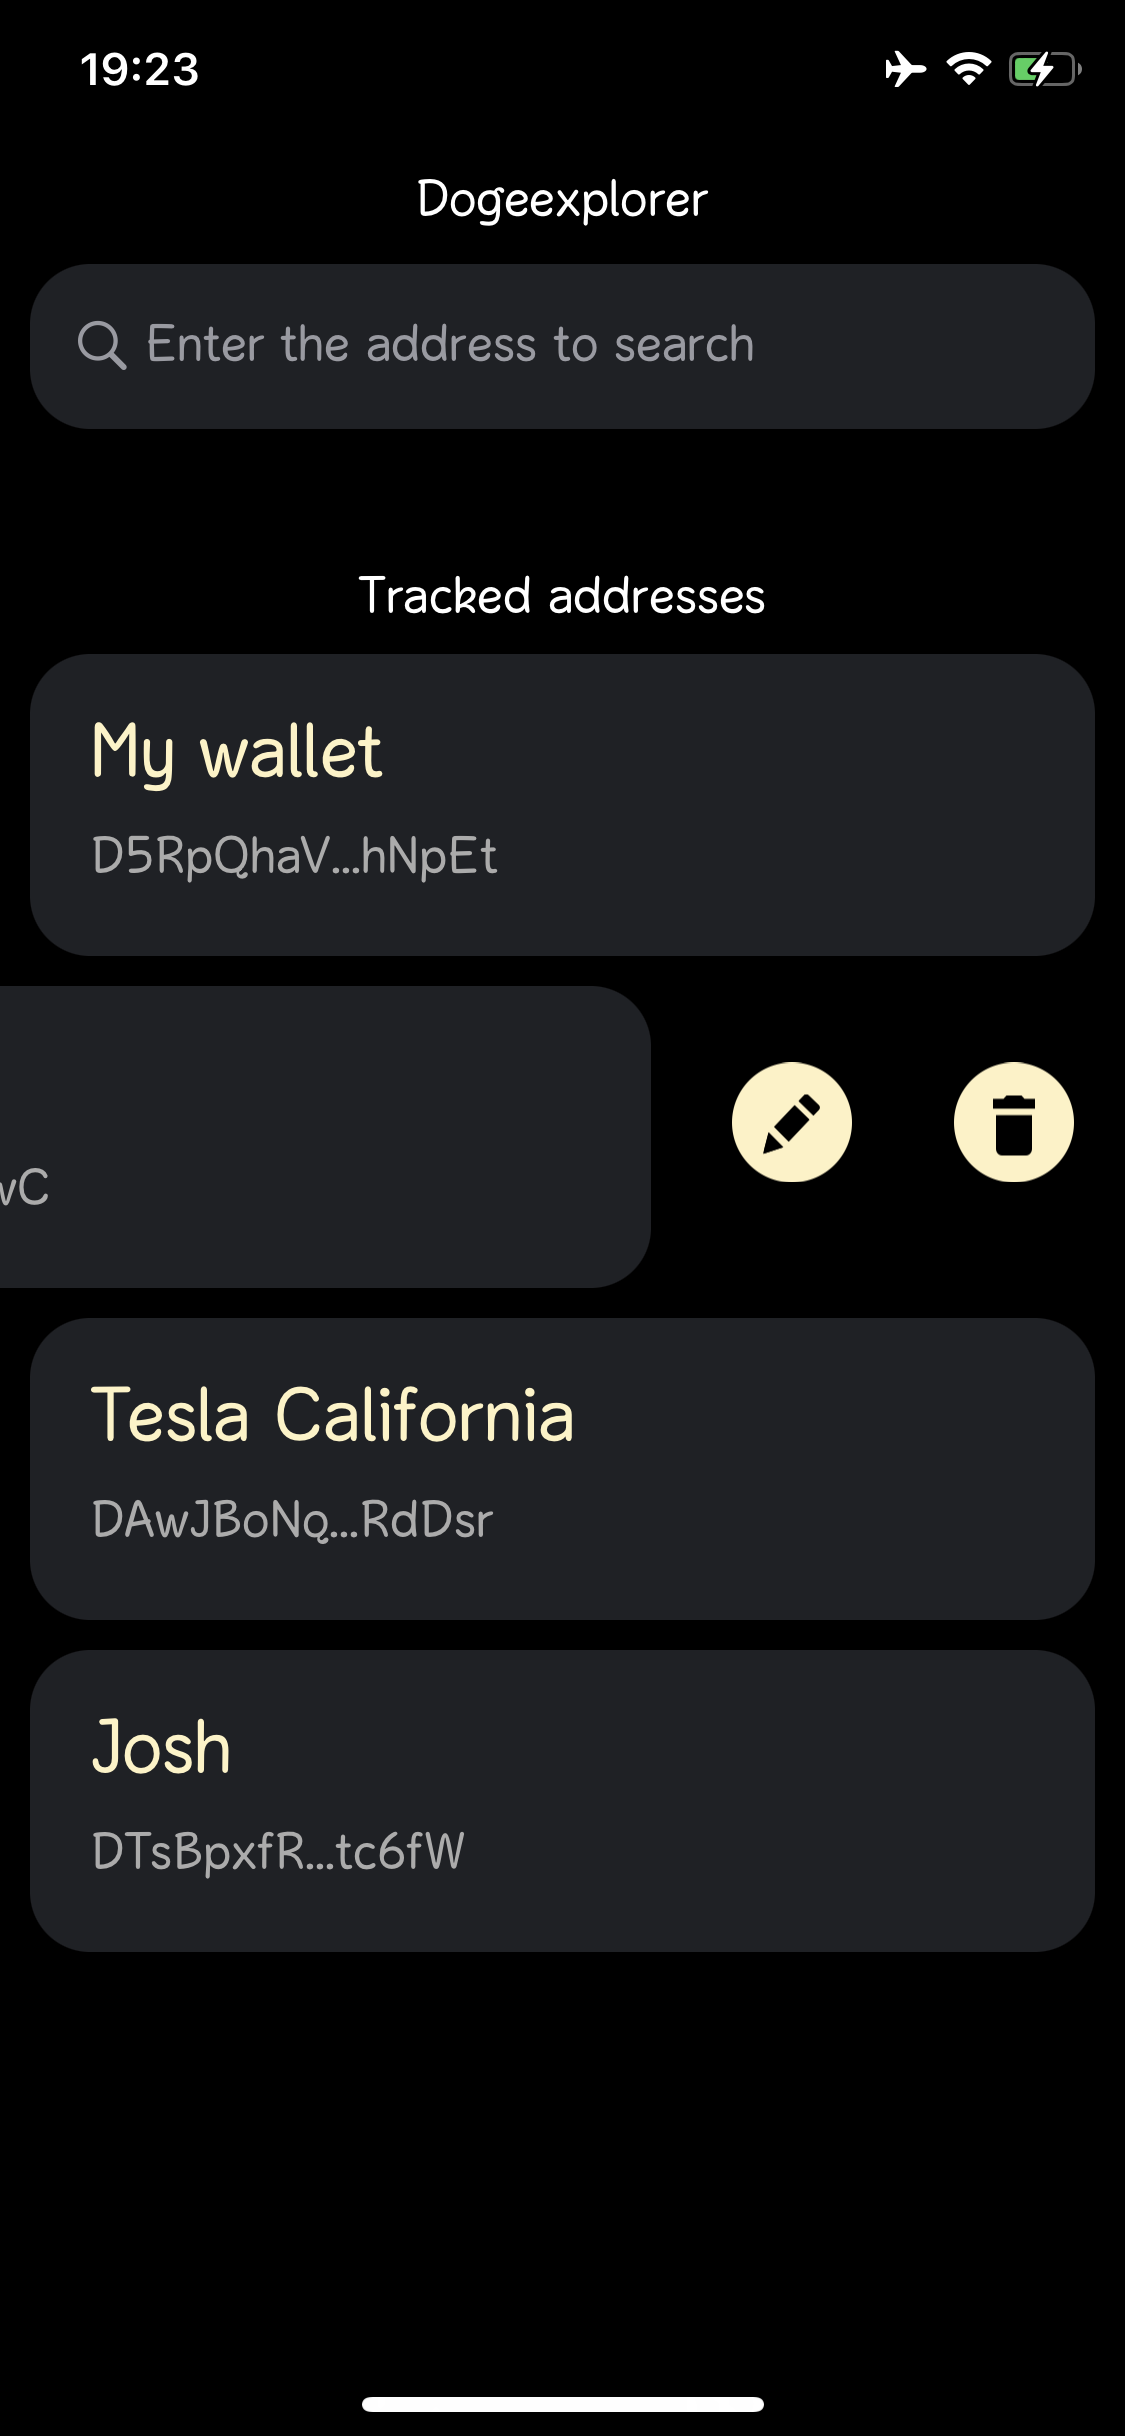 19:23
Dogeexplorer
Enter the address to search
Tracked addresses
My wallet
D5RpQhaV...hNpEt
wC
Tesla California
DAwJBoNq...RdDsr
Josh
DTsBpxfR...tc6fW